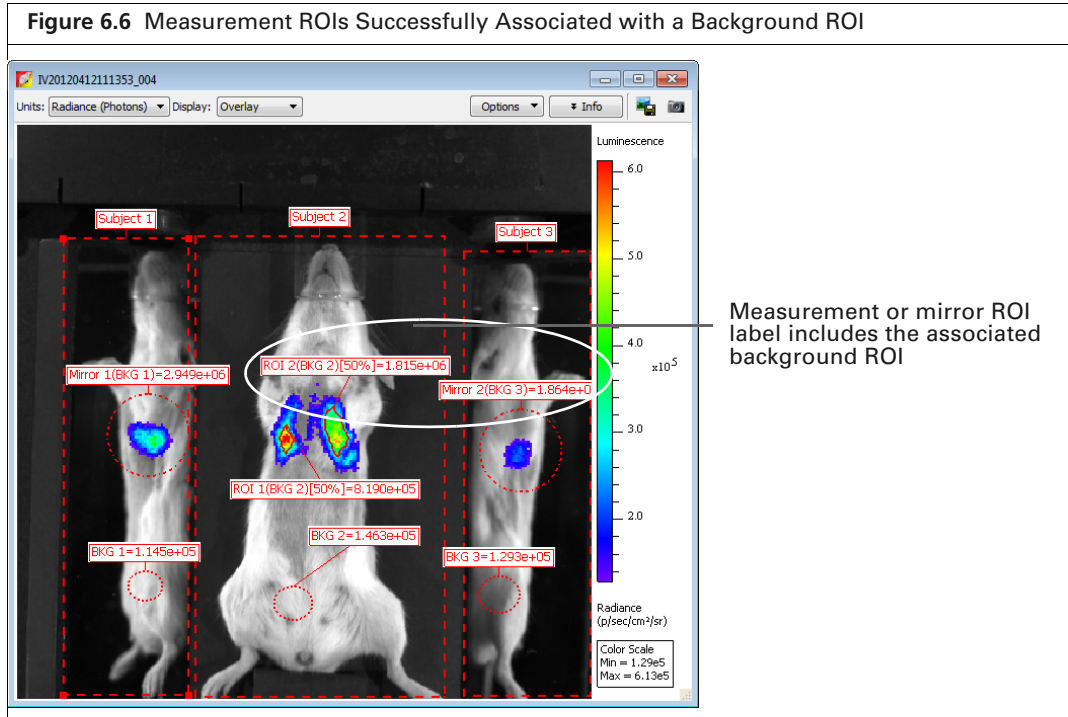 Figure 6.6 Measurement ROIs Successfully Associated with a Background ROI
IV20120412111353_004
Units: Radiance (Photons) Display: Overlay Options Info
Luminescence
6.0
5.0
4.0
x10⁵
3.0
2.0
Subject 1
Subject 2
Subject 3
ROI 2(BKG 2)[50%]=1.815e+06
Mirror 1(BKG 1)=2.949e+06
Mirror 2(BKG 3)=1.864e+0
ROI 1(BKG 2)[50%]=8.190e+05
BKG 2=1.463e+05
BKG 1=1.145e+05
BKG 3=1.293e+05
Radiance
(p/sec/cm²/sr)
Color Scale
Min = 1.29e5
Max = 6.13e5
Measurement or mirror ROI
label includes the associated
background ROI